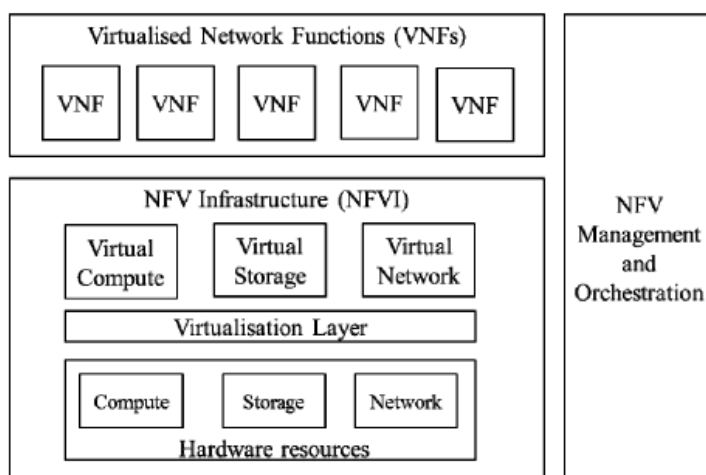 Virtualised Network Functions (VNFs)
VNF VNF VNF VNF VNF
NFV Infrastructure (NFVI)
Virtual Compute
Virtual Storage
Virtual Network
Virtualisation Layer
Compute Storage Network
Hardware resources
NFV
Management
and
Orchestration